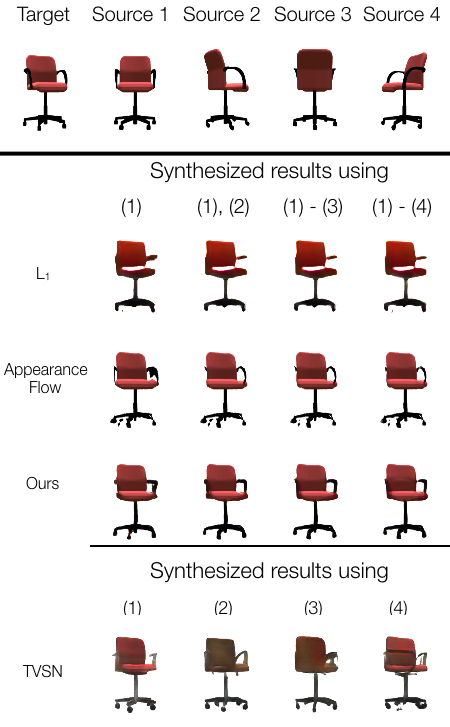 Target Source 1 Source 2 Source 3 Source 4
Synthesized results using
(1) (1), (2) (1) - (3) (1) - (4)
L₁
Appearance
Flow
Ours
Synthesized results using
(1) (2) (3) (4)
TVSN